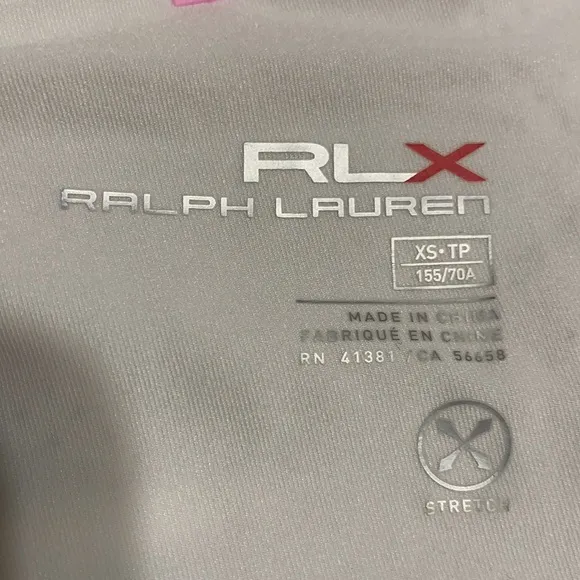 RLX
RALPH LAUREN
XS•TP
155/70A
MADE IN CHINA
FABRIQUÉ EN CHINE
RN 41381 / CA 56658
STRETCH